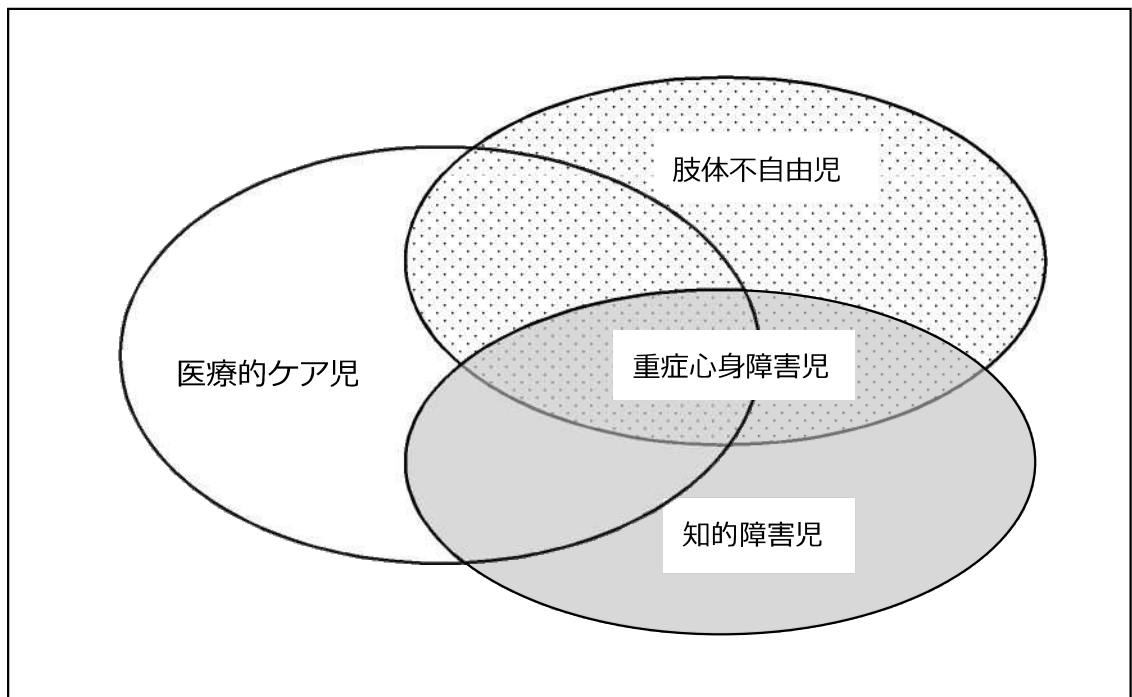 肢体不自由児
重症心身障害児
医療的ケア児
知的障害児